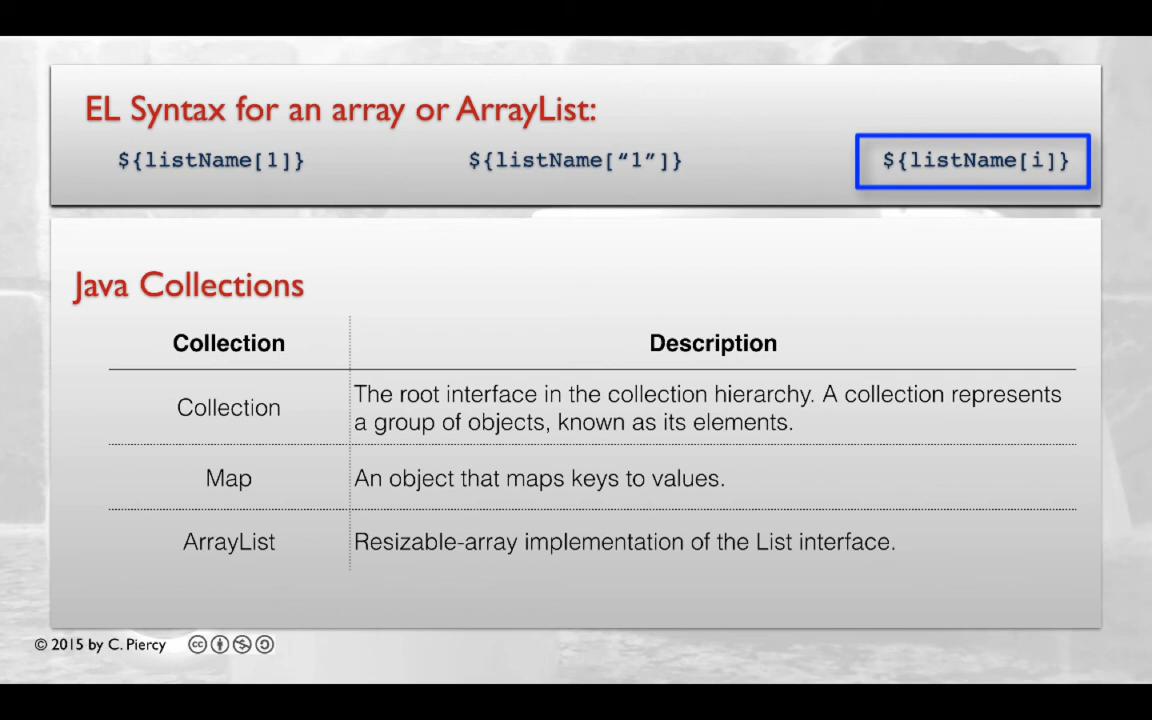 EL Syntax for an array or ArrayList:
${listName[1]} ${listName[“1”]} ${listName[i]}
Java Collections
Collection Description
Collection The root interface in the collection hierarchy. A collection represents
a group of objects, known as its elements.
Map An object that maps keys to values.
ArrayList Resizable-array implementation of the List interface.
© 2015 by C. Piercy